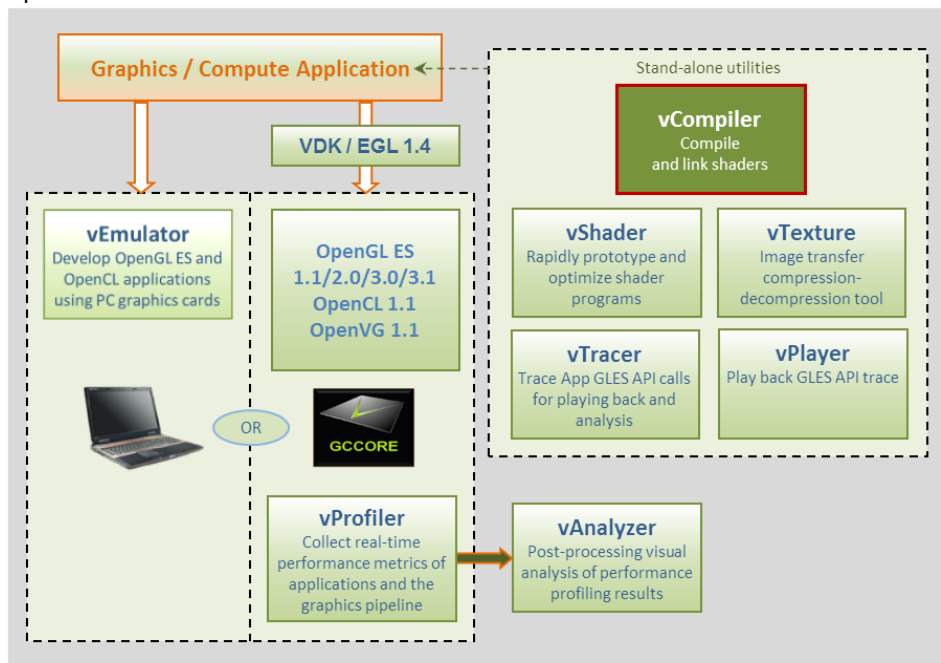 Graphics / Compute Application
VDK / EGL 1.4
Stand-alone utilities
vCompiler
Compile
and link shaders
vShader
Rapidly prototype and
optimize shader
programs
vTexture
Image transfer
compression-
decompression tool
vTracer
Trace App GLES API calls
for playing back and
analysis
vPlayer
Play back GLES API trace
vEmulator
Develop OpenGL ES and
OpenCL applications
using PC graphics cards
OpenGL ES
1.1/2.0/3.0/3.1
OpenCL 1.1
OpenVG 1.1
OR
GCCORE
vProfiler
Collect real-time
performance metrics of
applications and the
graphics pipeline
vAnalyzer
Post-processing visual
analysis of performance
profiling results